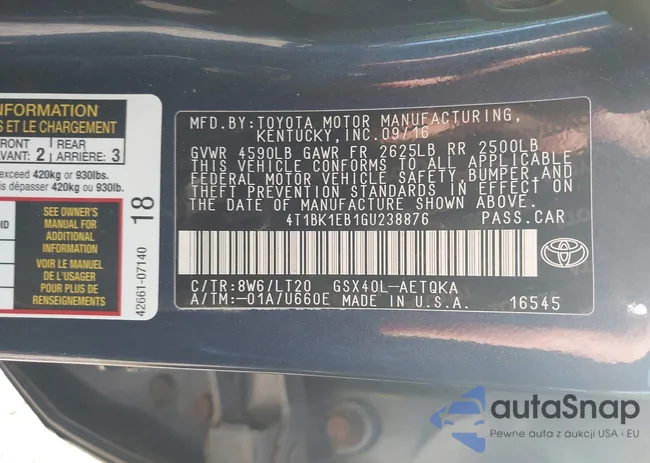 INFORMATION
S ET LE CHARGEMENT
FRONT
AVANT: 2
REAR
ARRIÈRE: 3
exceed 420kg or 930lbs.
s dépasser 420kg ou 930lb.
SEE OWNER'S
MANUAL FOR
ADDITIONAL
INFORMATION
VOIR LE MANUEL
DE L'USAGER
POUR PLUS DE
RENSEIGNEMENTS
18
42661-07140
MFD.BY:TOYOTA MOTOR MANUFACTURING,
KENTUCKY,INC.09/16
GVWR 4590LB GAWR FR 2625LB RR 2500LB
THIS VEHICLE CONFORMS TO ALL APPLICABLE
FEDERAL MOTOR VEHICLE SAFETY,BUMPER,AND
THEFT PREVENTION STANDARDS IN EFFECT ON
THE DATE OF MANUFACTURE SHOWN ABOVE.
4T1BK1EB1GU238876 PASS.CAR
C/TR:8W6/LT20 GSX40L-AETQKA
A/TM:-01A/U660E MADE IN U.S.A. 16545
autaSnap
Pewne auta z aukcji USA i EU